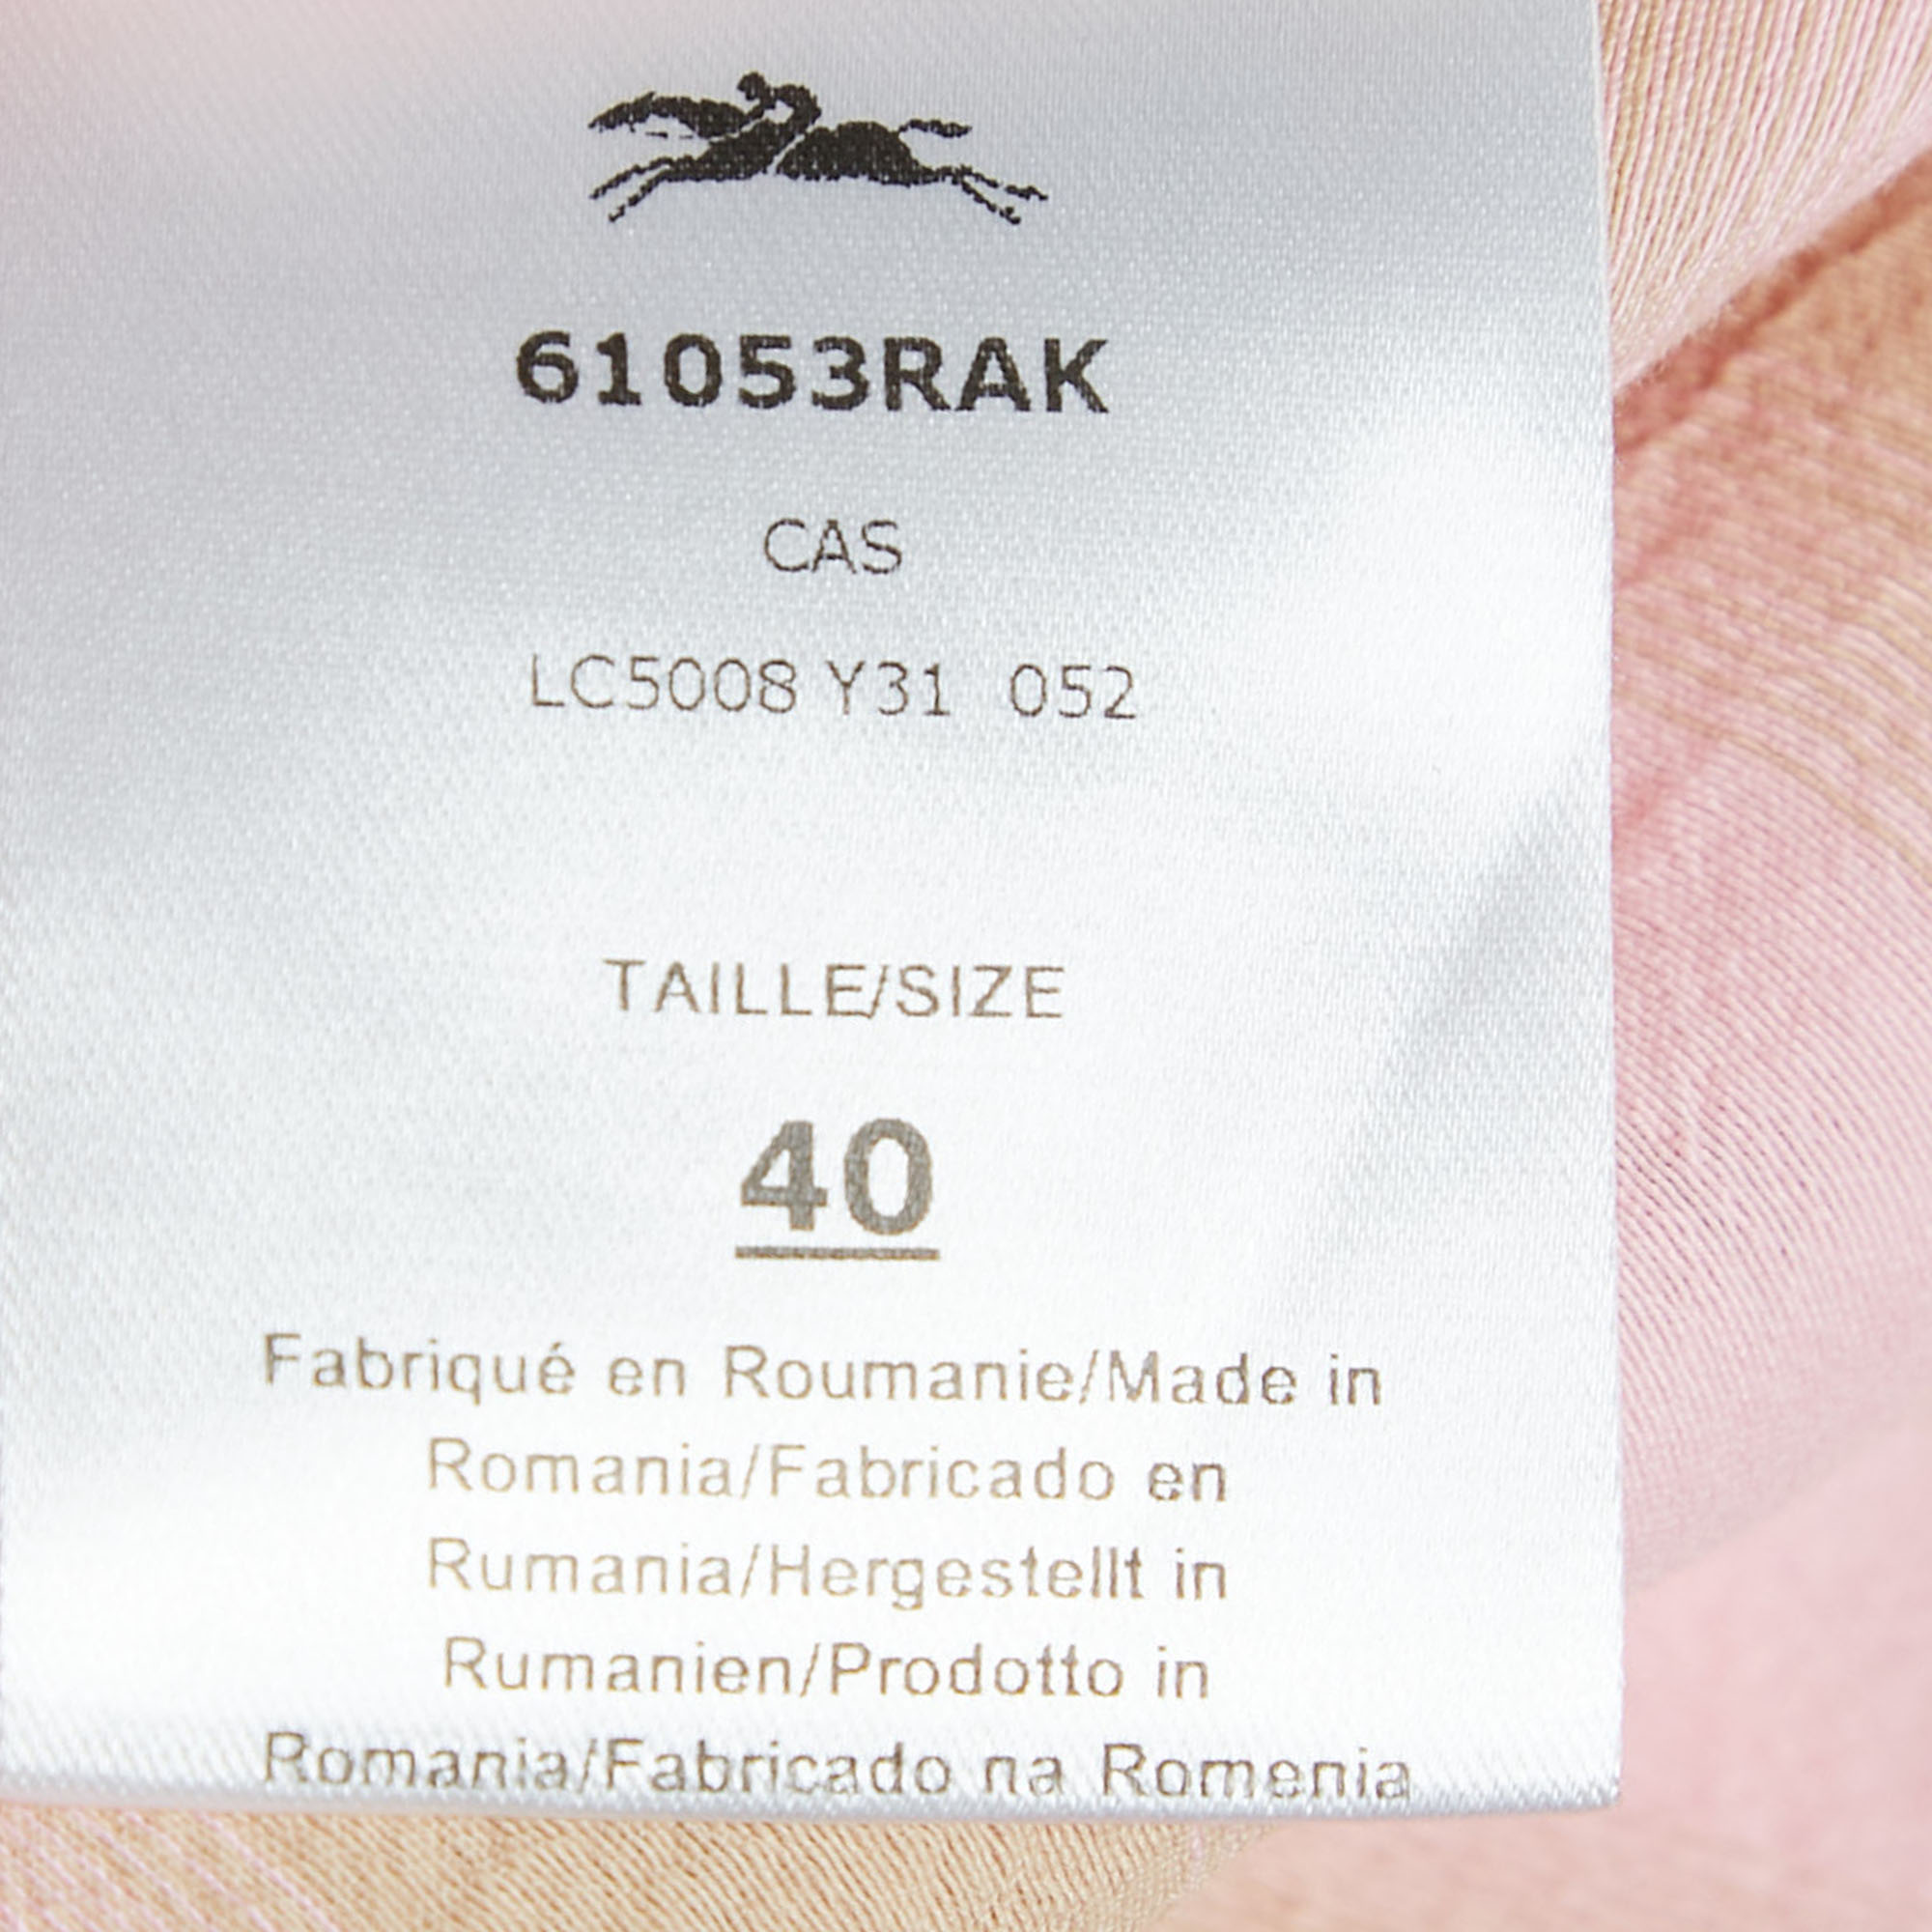 61053RAK
CAS
LC5008 Y31 052
TAILLE/SIZE
40
Fabriqué en Roumanie/Made in
Romania/Fabricado en
Rumania/Hergestellt in
Rumanien/Prodotto in
Romania/Fabricado na Romenia